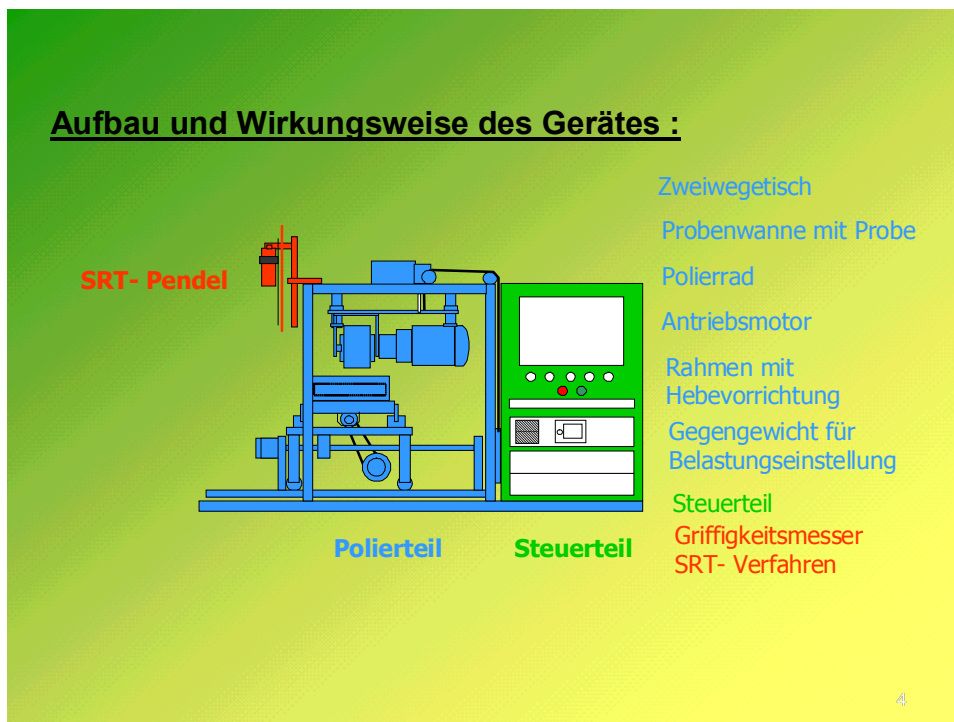 Aufbau und Wirkungsweise des Gerätes :
Zweiwegetisch
Probenwanne mit Probe
SRT- Pendel
Polierrad
Antriebsmotor
Rahmen mit
Hebevorrichtung
Gegengewicht für
Belastungseinstellung
Steuerteil
Griffigkeitsmesser
SRT- Verfahren
Polierteil
Steuerteil
4